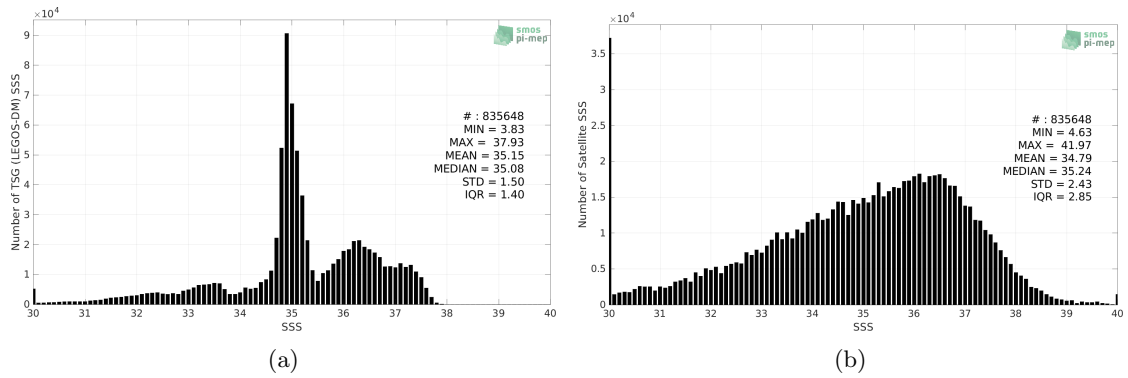 ×10⁴
smos
pi-mep
9
8
7
6
5
4
3
2
1
0
Number of TSG (LEGOS-DM) SSS
# : 835648
MIN = 3.83
MAX = 37.93
MEAN = 35.15
MEDIAN = 35.08
STD = 1.50
IQR = 1.40
30 31 32 33 34 35 36 37 38 39 40
SSS
(a)
×10⁴
smos
pi-mep
3.5
3
2.5
2
1.5
1
0.5
0
Number of Satellite SSS
# : 835648
MIN = 4.63
MAX = 41.97
MEAN = 34.79
MEDIAN = 35.24
STD = 2.43
IQR = 2.85
30 31 32 33 34 35 36 37 38 39 40
SSS
(b)